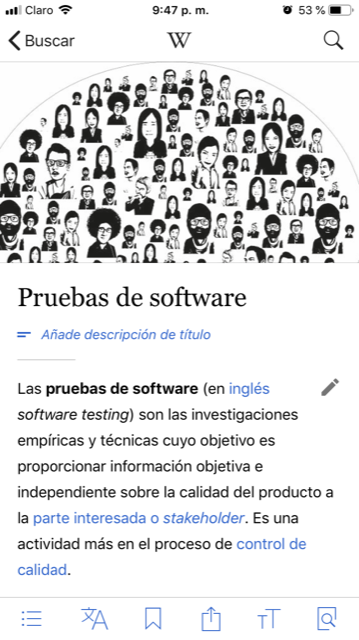 Claro 9:47 p. m. 53 %
Buscar W
Pruebas de software
Añade descripción de título
Las pruebas de software (en inglés
software testing) son las investigaciones
empíricas y técnicas cuyo objetivo es
proporcionar información objetiva e
independiente sobre la calidad del producto a
la parte interesada o stakeholder. Es una
actividad más en el proceso de control de
calidad.